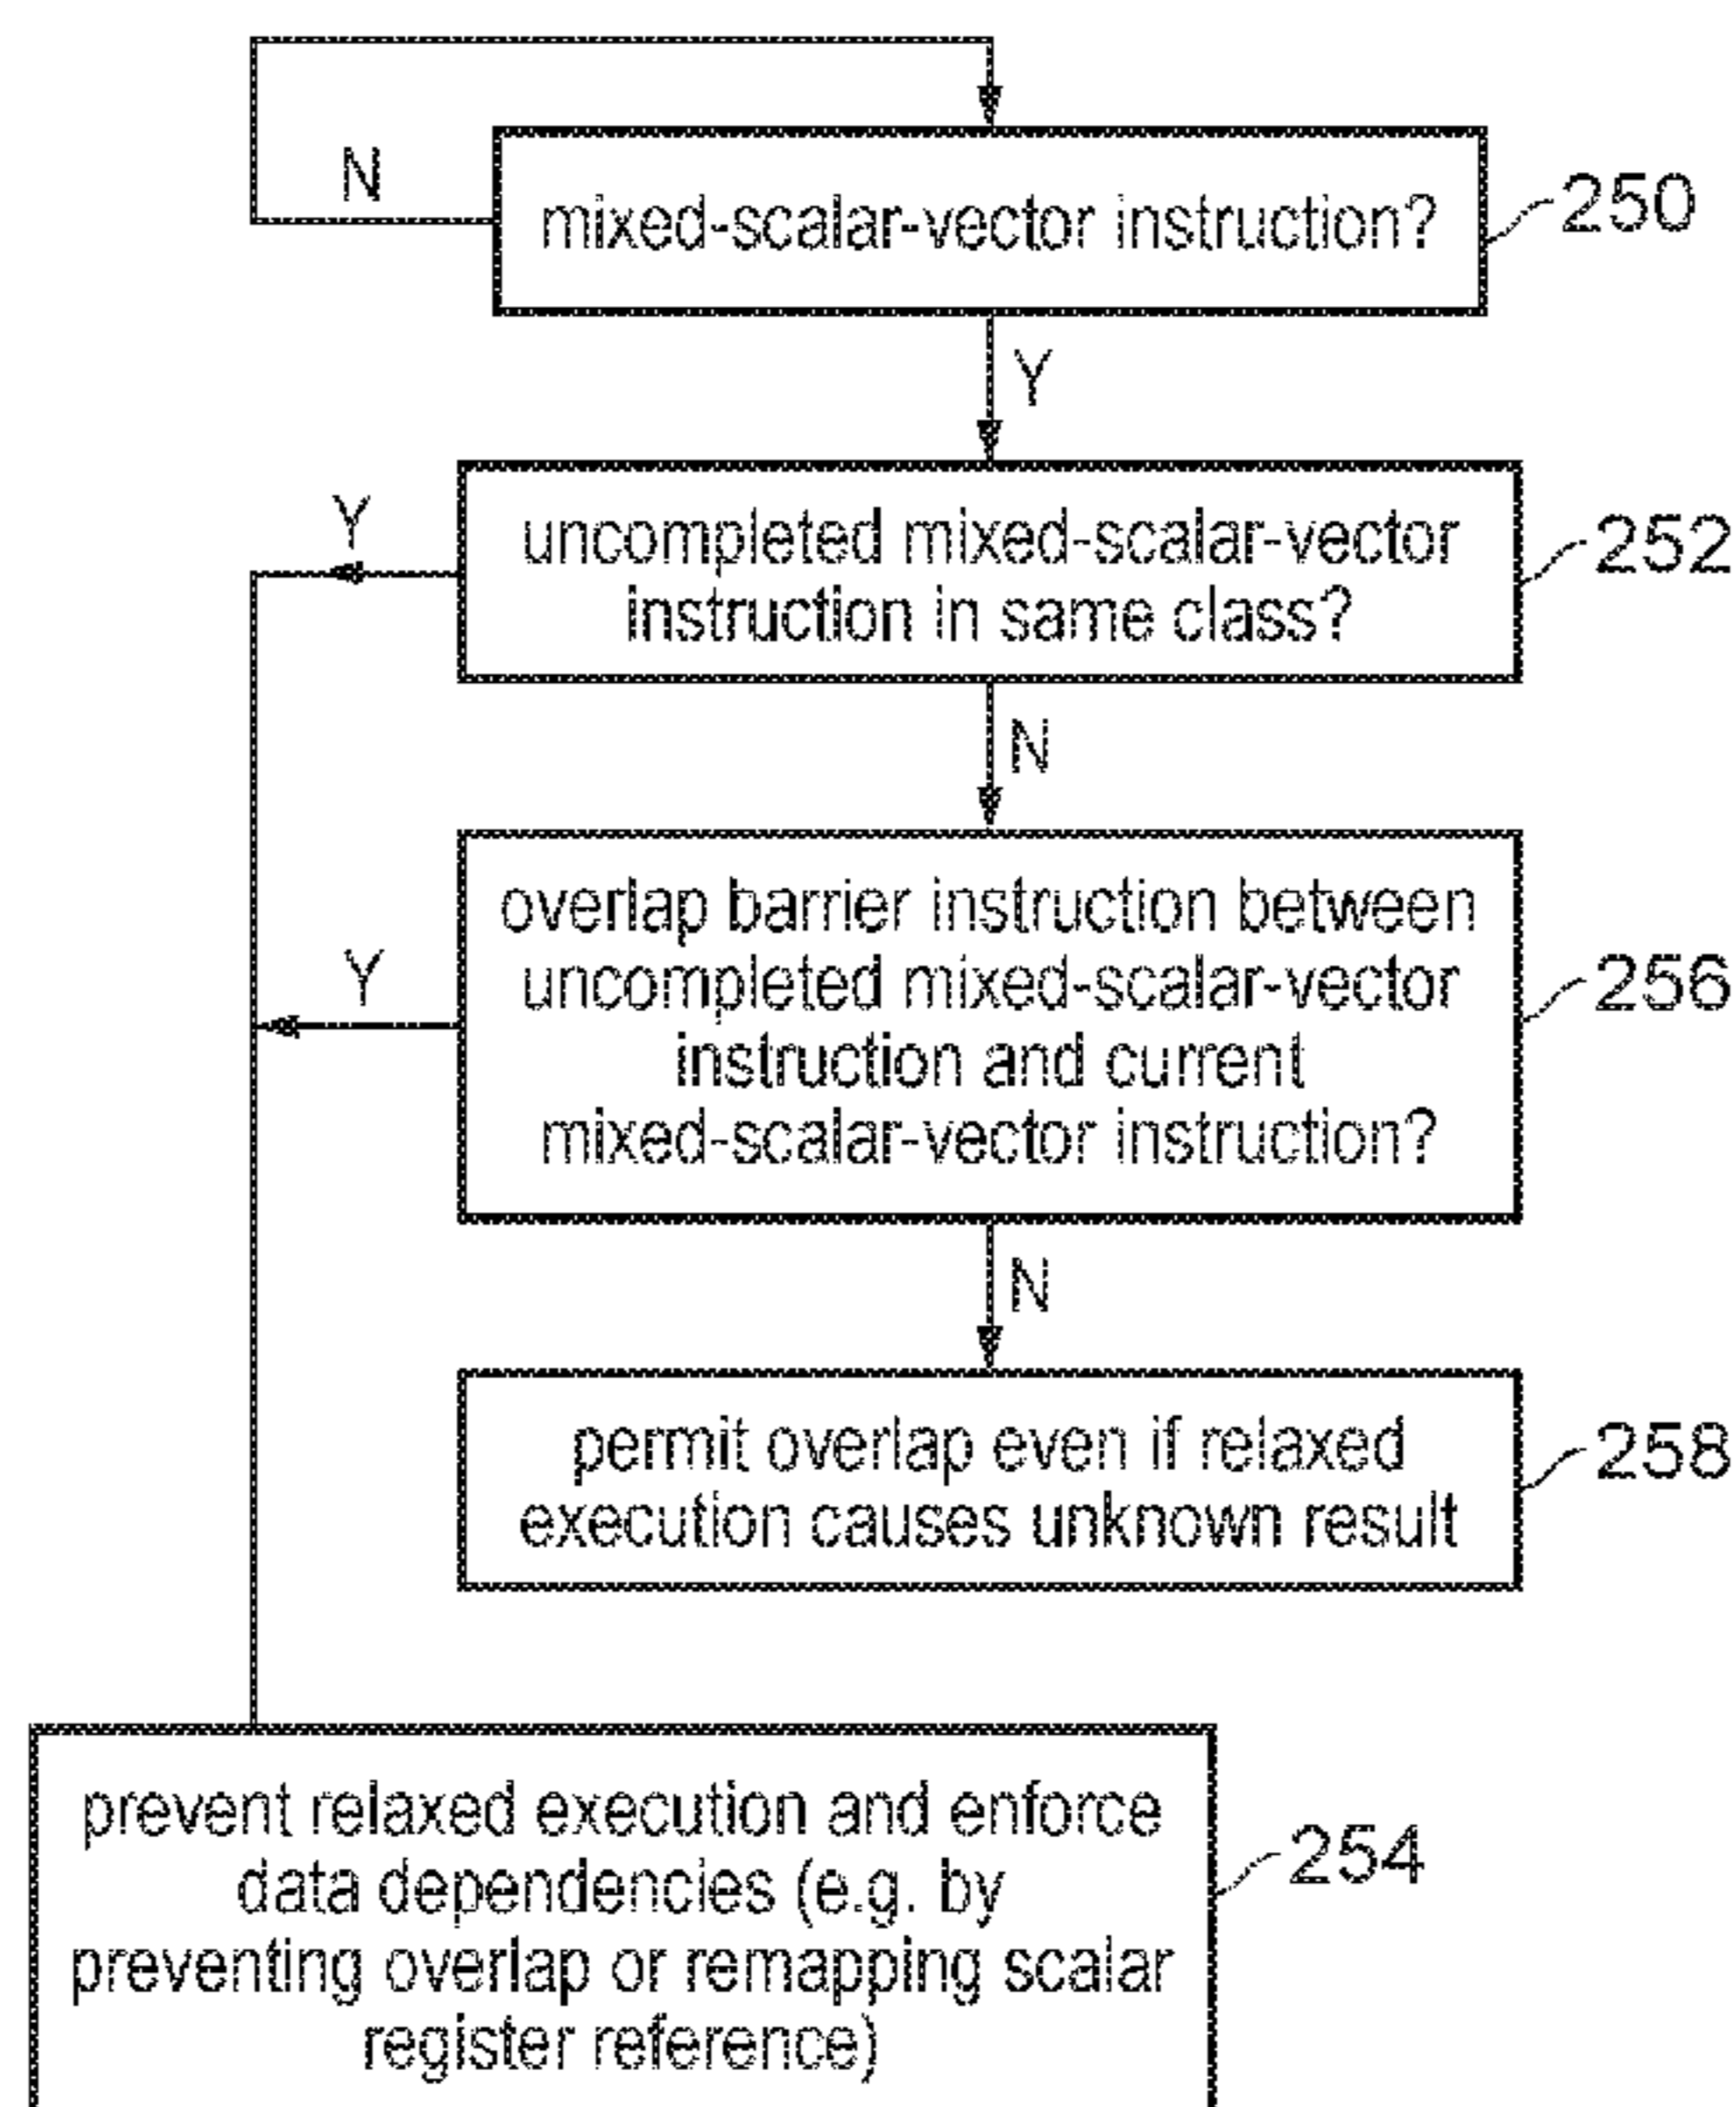 N
mixed-scalar-vector instruction?
250
Y
Y
uncompleted mixed-scalar-vector
instruction in same class?
252
N
overlap barrier instruction between
uncompleted mixed-scalar-vector
instruction and current
mixed-scalar-vector instruction?
256
Y
N
permit overlap even if relaxed
execution causes unknown result
258
prevent relaxed execution and enforce
data dependencies (e.g. by
preventing overlap or remapping scalar
register reference)
254